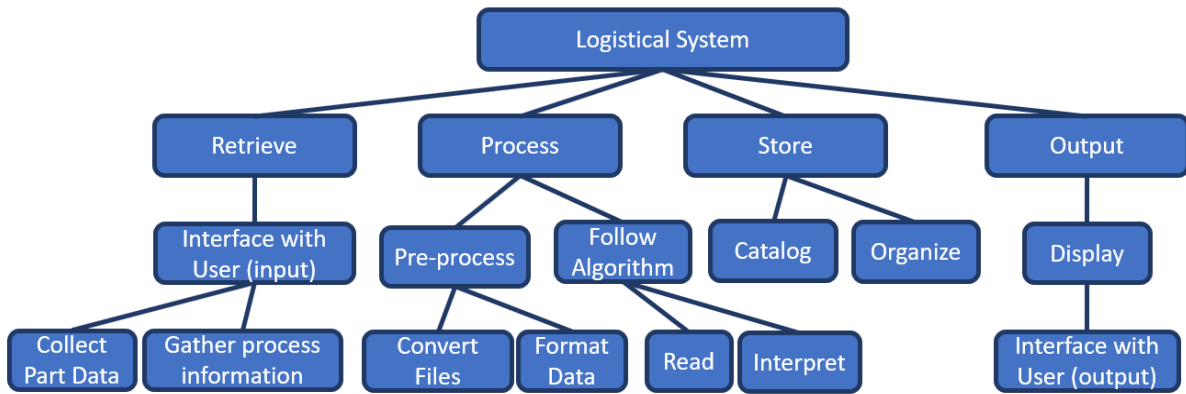 Logistical System
Retrieve
Process
Store
Output
Interface with
User (input)
Pre-process
Follow
Algorithm
Catalog
Organize
Display
Collect
Part Data
Gather process
information
Convert
Files
Format
Data
Read
Interpret
Interface with
User (output)